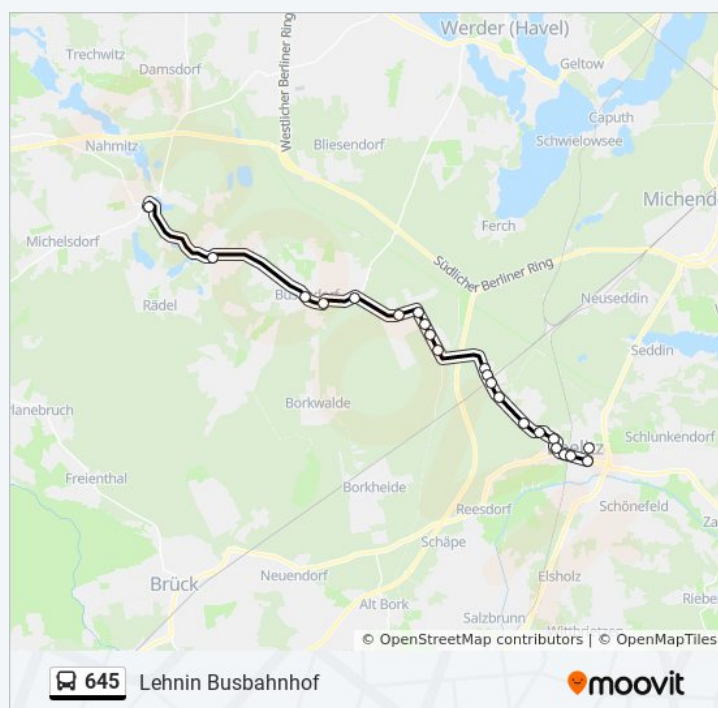 Werder (Havel)
Trechwitz
Damsdorf
Geltow
Westlicher Berliner Ring
Caputh
Nahmitz
Bliesendorf
Schwielowsee
Michendo
Ferch
Michelsdorf
Südlicher Berliner Ring
Rädel
Neuseddin
Seddin
Borkwalde
Planebruch
Schlunkendorf
Freienthal
Borkheide
Reesdorf
Schönefeld
Schäpe
Brück
Neuendorf
Elsholz
Alt Bork
Salzbrunn
© OpenStreetMap contributors | © OpenMapTiles
645 Lehnin Busbahnhof
moovit